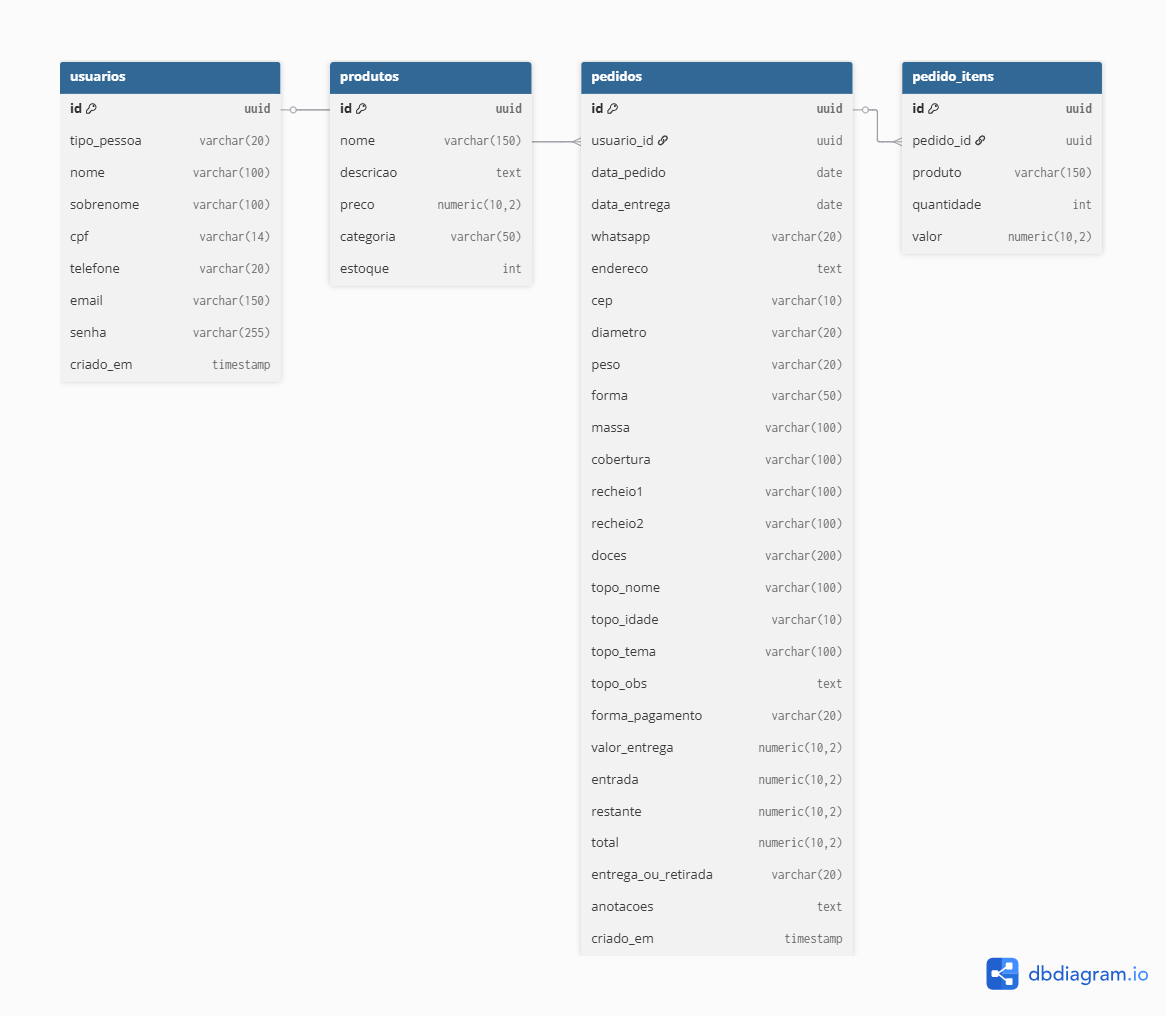 usuarios
id uuid
tipo_pessoa varchar(20)
nome varchar(100)
sobrenome varchar(100)
cpf varchar(14)
telefone varchar(20)
email varchar(150)
senha varchar(255)
criado_em timestamp
produtos
id uuid
nome varchar(150)
descricao text
preco numeric(10,2)
categoria varchar(50)
estoque int
pedidos
id uuid
usuario_id uuid
data_pedido date
data_entrega date
whatsapp varchar(20)
endereco text
cep varchar(10)
diametro varchar(20)
peso varchar(20)
forma varchar(50)
massa varchar(100)
cobertura varchar(100)
recheio1 varchar(100)
recheio2 varchar(100)
doces varchar(200)
topo_nome varchar(100)
topo_idade varchar(10)
topo_tema varchar(100)
topo_obs text
forma_pagamento varchar(20)
valor_entrega numeric(10,2)
entrada numeric(10,2)
restante numeric(10,2)
total numeric(10,2)
entrega_ou_retirada varchar(20)
anotacoes text
criado_em timestamp
pedido_itens
id uuid
pedido_id uuid
produto varchar(150)
quantidade int
valor numeric(10,2)
dbdiagram.io